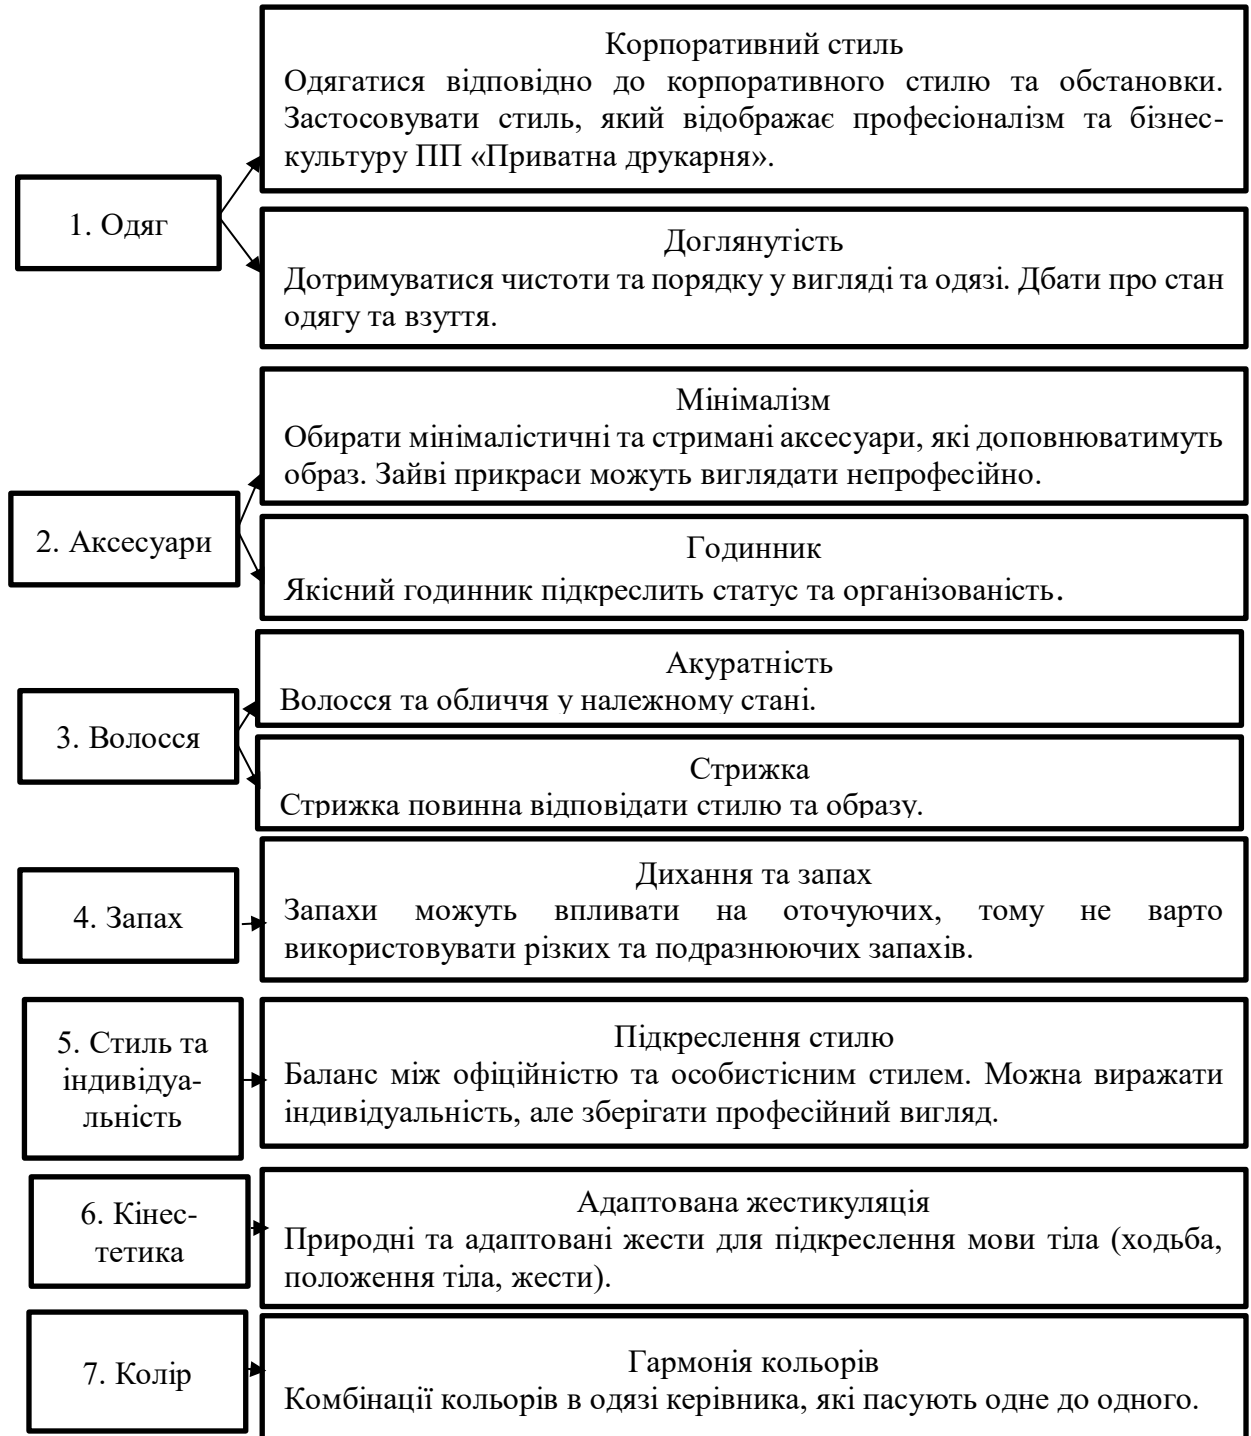 Корпоративний стиль
Одягатися відповідно до корпоративного стилю та обстановки.
Застосовувати стиль, який відображає професіоналізм та бізнес-
культуру ПП «Приватна друкарня».
1. Одяг
Доглянутість
Дотримуватися чистоти та порядку у вигляді та одязі. Дбати про стан
одягу та взуття.
Мінімалізм
Обирати мінімалістичні та стримані аксесуари, які доповнюватимуть
образ. Зайві прикраси можуть виглядати непрофесійно.
2. Аксесуари
Годинник
Якісний годинник підкреслить статус та організованість.
Акуратність
Волосся та обличчя у належному стані.
3. Волосся
Стрижка
Стрижка повинна відповідати стилю та образу.
4. Запах
Дихання та запах
Запахи можуть впливати на оточуючих, тому не варто
використовувати різких та подразнюючих запахів.
5. Стиль та
індивідуа-
льність
Підкреслення стилю
Баланс між офіційністю та особистісним стилем. Можна виражати
індивідуальність, але зберігати професійний вигляд.
6. Кінес-
тетика
Адаптована жестикуляція
Природні та адаптовані жести для підкреслення мови тіла (ходьба,
положення тіла, жести).
7. Колір
Гармонія кольорів
Комбінації кольорів в одязі керівника, які пасують одне до одного.